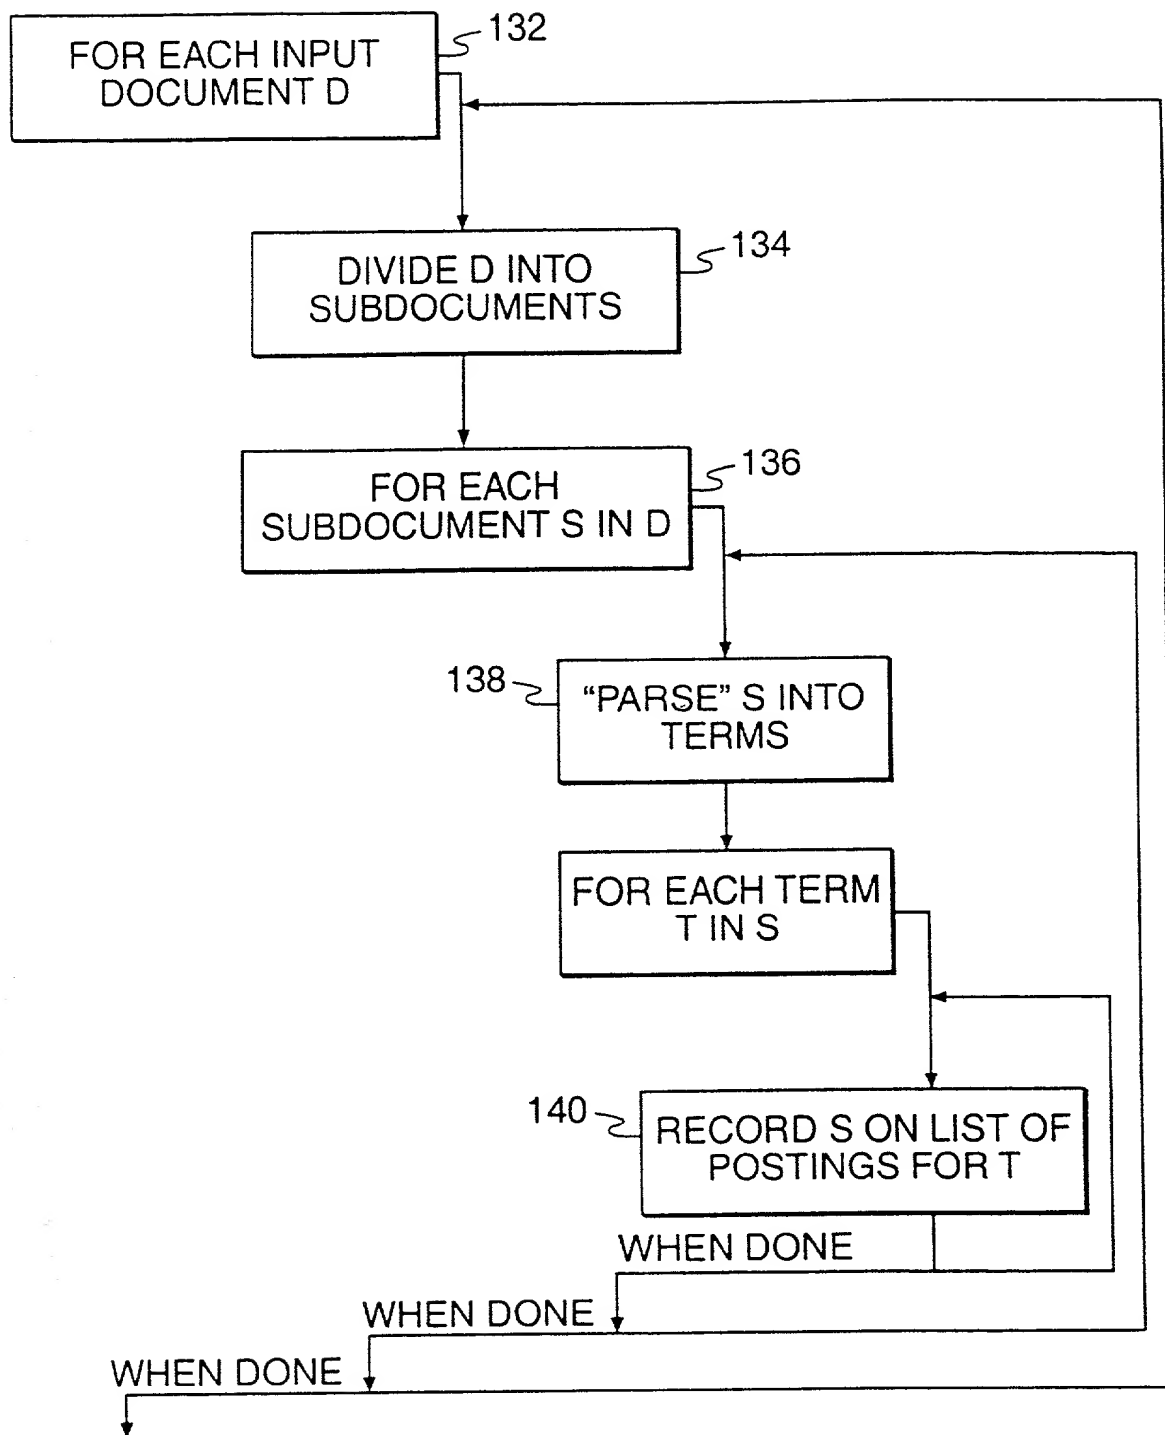 132
FOR EACH INPUT
DOCUMENT D
134
DIVIDE D INTO
SUBDOCUMENTS
136
FOR EACH
SUBDOCUMENT S IN D
138
“PARSE” S INTO
TERMS
FOR EACH TERM
T IN S
140
RECORD S ON LIST OF
POSTINGS FOR T
WHEN DONE
WHEN DONE
WHEN DONE